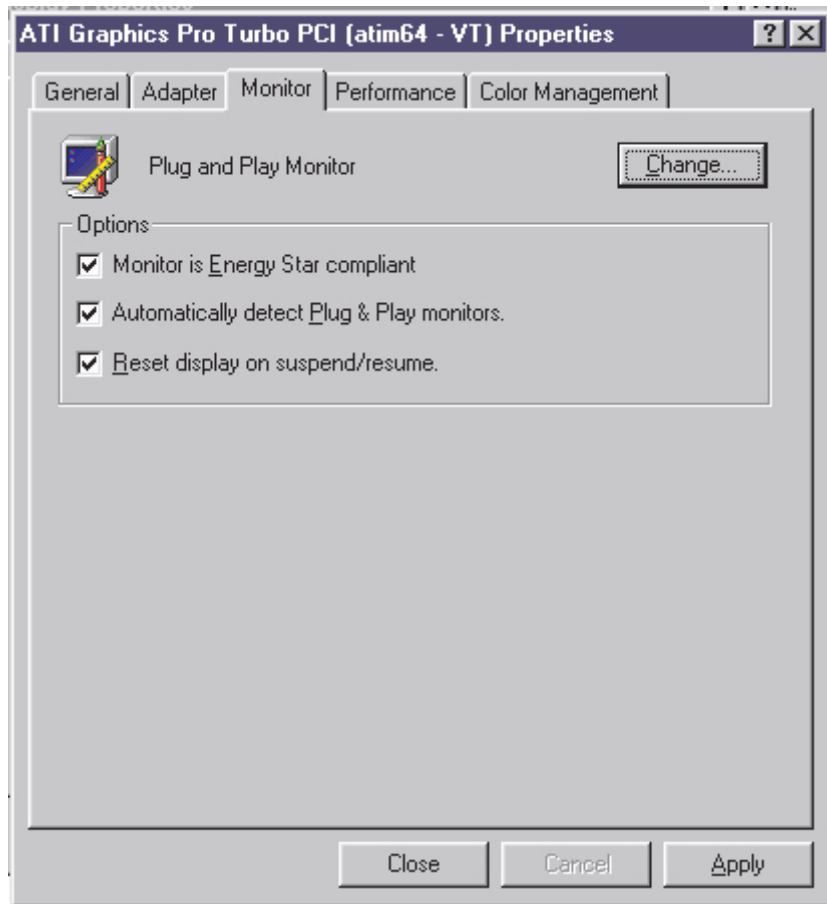 ATI Graphics Pro Turbo PCI (atim64 - VT) Properties
General Adapter Monitor Performance Color Management
Plug and Play Monitor Change...
Options
Monitor is Energy Star compliant
Automatically detect Plug & Play monitors.
Reset display on suspend/resume.
Close Cancel Apply